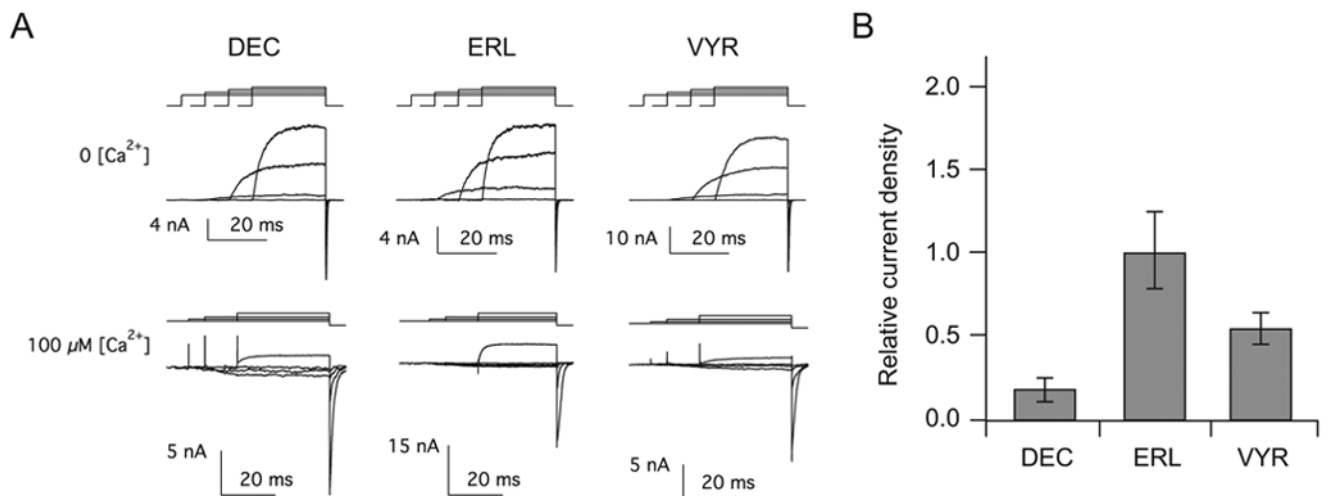 A
B
DEC
ERL
VYR
0 [Ca²⁺]
4 nA
20 ms
4 nA
20 ms
10 nA
20 ms
100 µM [Ca²⁺]
5 nA
20 ms
15 nA
20 ms
5 nA
20 ms
Relative current density
2.0
1.5
1.0
0.5
0.0
DEC
ERL
VYR